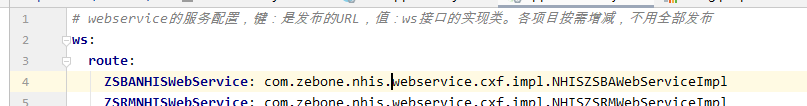 1 # webservice的服务配置，键：是发布的URL，值：ws接口的实现类。各项目按需增减，不用全部发布
2 ws:
3 route:
4 ZSBANHISWebService: com.zebone.nhis.webservice.cxf.impl.NHISZSBAWebServiceImpl
5 ZSRMNHISWebService: com.zebone.nhis.webservice.cxf.impl.NHISZSRMWebServiceImpl